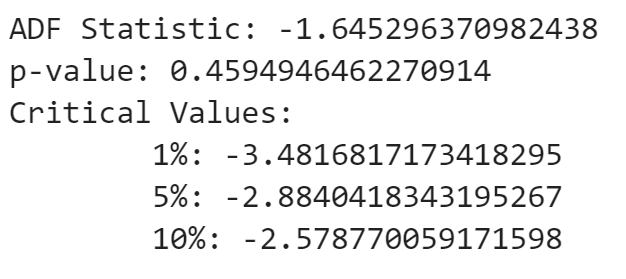 ADF Statistic: -1.645296370982438
p-value: 0.4594946462270914
Critical Values:
1%: -3.4816817173418295
5%: -2.8840418343195267
10%: -2.578770059171598